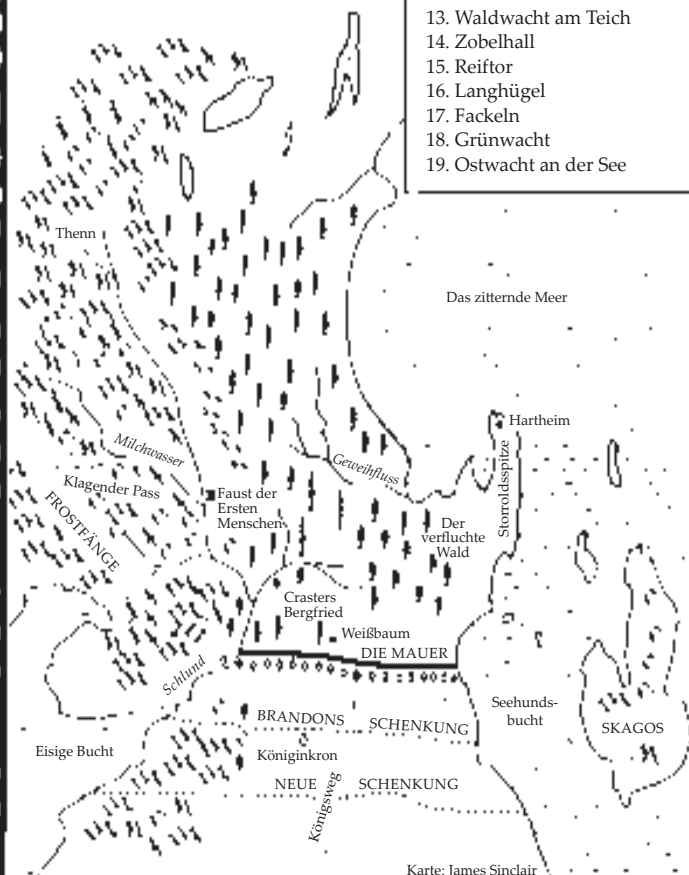 13. Waldwacht am Teich
14. Zobelhall
15. Reiftor
16. Langhügel
17. Fackeln
18. Grünwacht
19. Ostwacht an der See
Thenn
Das zitternde Meer
Hartheim
Milchwasser
Geweihfluss
Storroldsspitze
Klagender Pass
FROSTFÄNGE
Faust der
Ersten
Menschen
Der
verfluchte
Wald
Crasters
Bergfried
Weißbaum
DIE MAUER
Schlund
Seehunds-
bucht
SKAGOS
BRANDONS SCHENKUNG
Eisige Bucht
Königinkron
NEUE SCHENKUNG
Königsweg
Karte: James Sinclair